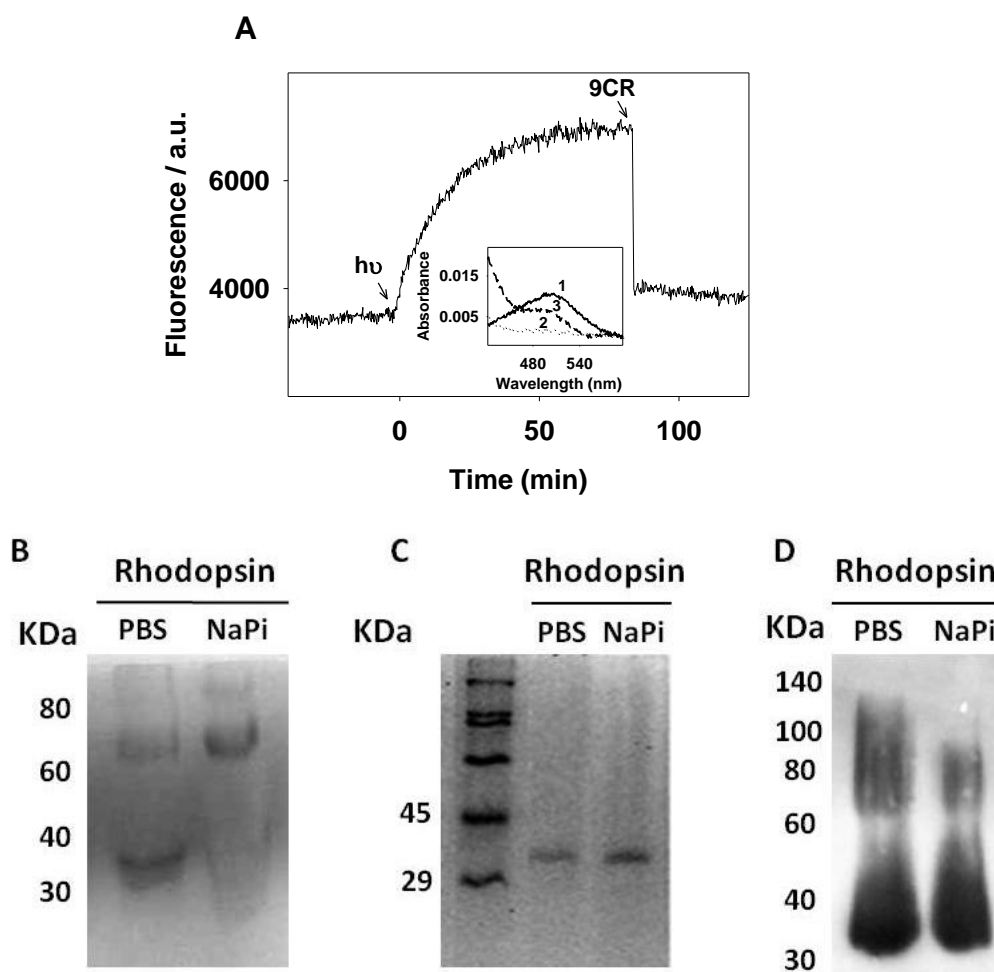 A
9CR
6000
hυ
4000
Fluorescence / a.u.
0.015
0.005
Absorbance
1
3
2
480 540
Wavelength (nm)
0 50 100
Time (min)
B
Rhodopsin
KDa PBS NaPi
80
60
40
30
C
Rhodopsin
KDa PBS NaPi
45
29
D
Rhodopsin
KDa PBS NaPi
140
100
80
60
40
30